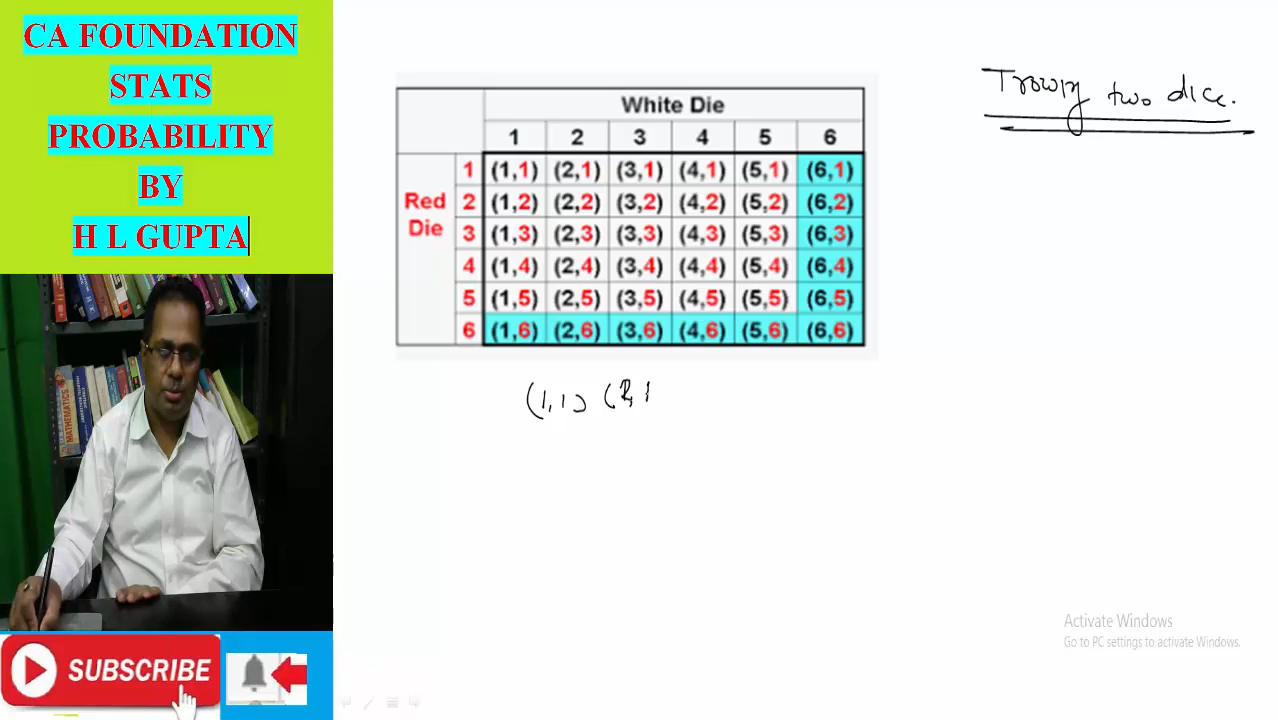 CA FOUNDATION
STATS
PROBABILITY
BY
H L GUPTA
SUBSCRIBE
Trowing two dice.
White Die
1 2 3 4 5 6
Red Die
1 (1,1) (2,1) (3,1) (4,1) (5,1) (6,1)
2 (1,2) (2,2) (3,2) (4,2) (5,2) (6,2)
3 (1,3) (2,3) (3,3) (4,3) (5,3) (6,3)
4 (1,4) (2,4) (3,4) (4,4) (5,4) (6,4)
5 (1,5) (2,5) (3,5) (4,5) (5,5) (6,5)
6 (1,6) (2,6) (3,6) (4,6) (5,6) (6,6)
(1,1) (2,1
Activate Windows
Go to PC settings to activate Windows.